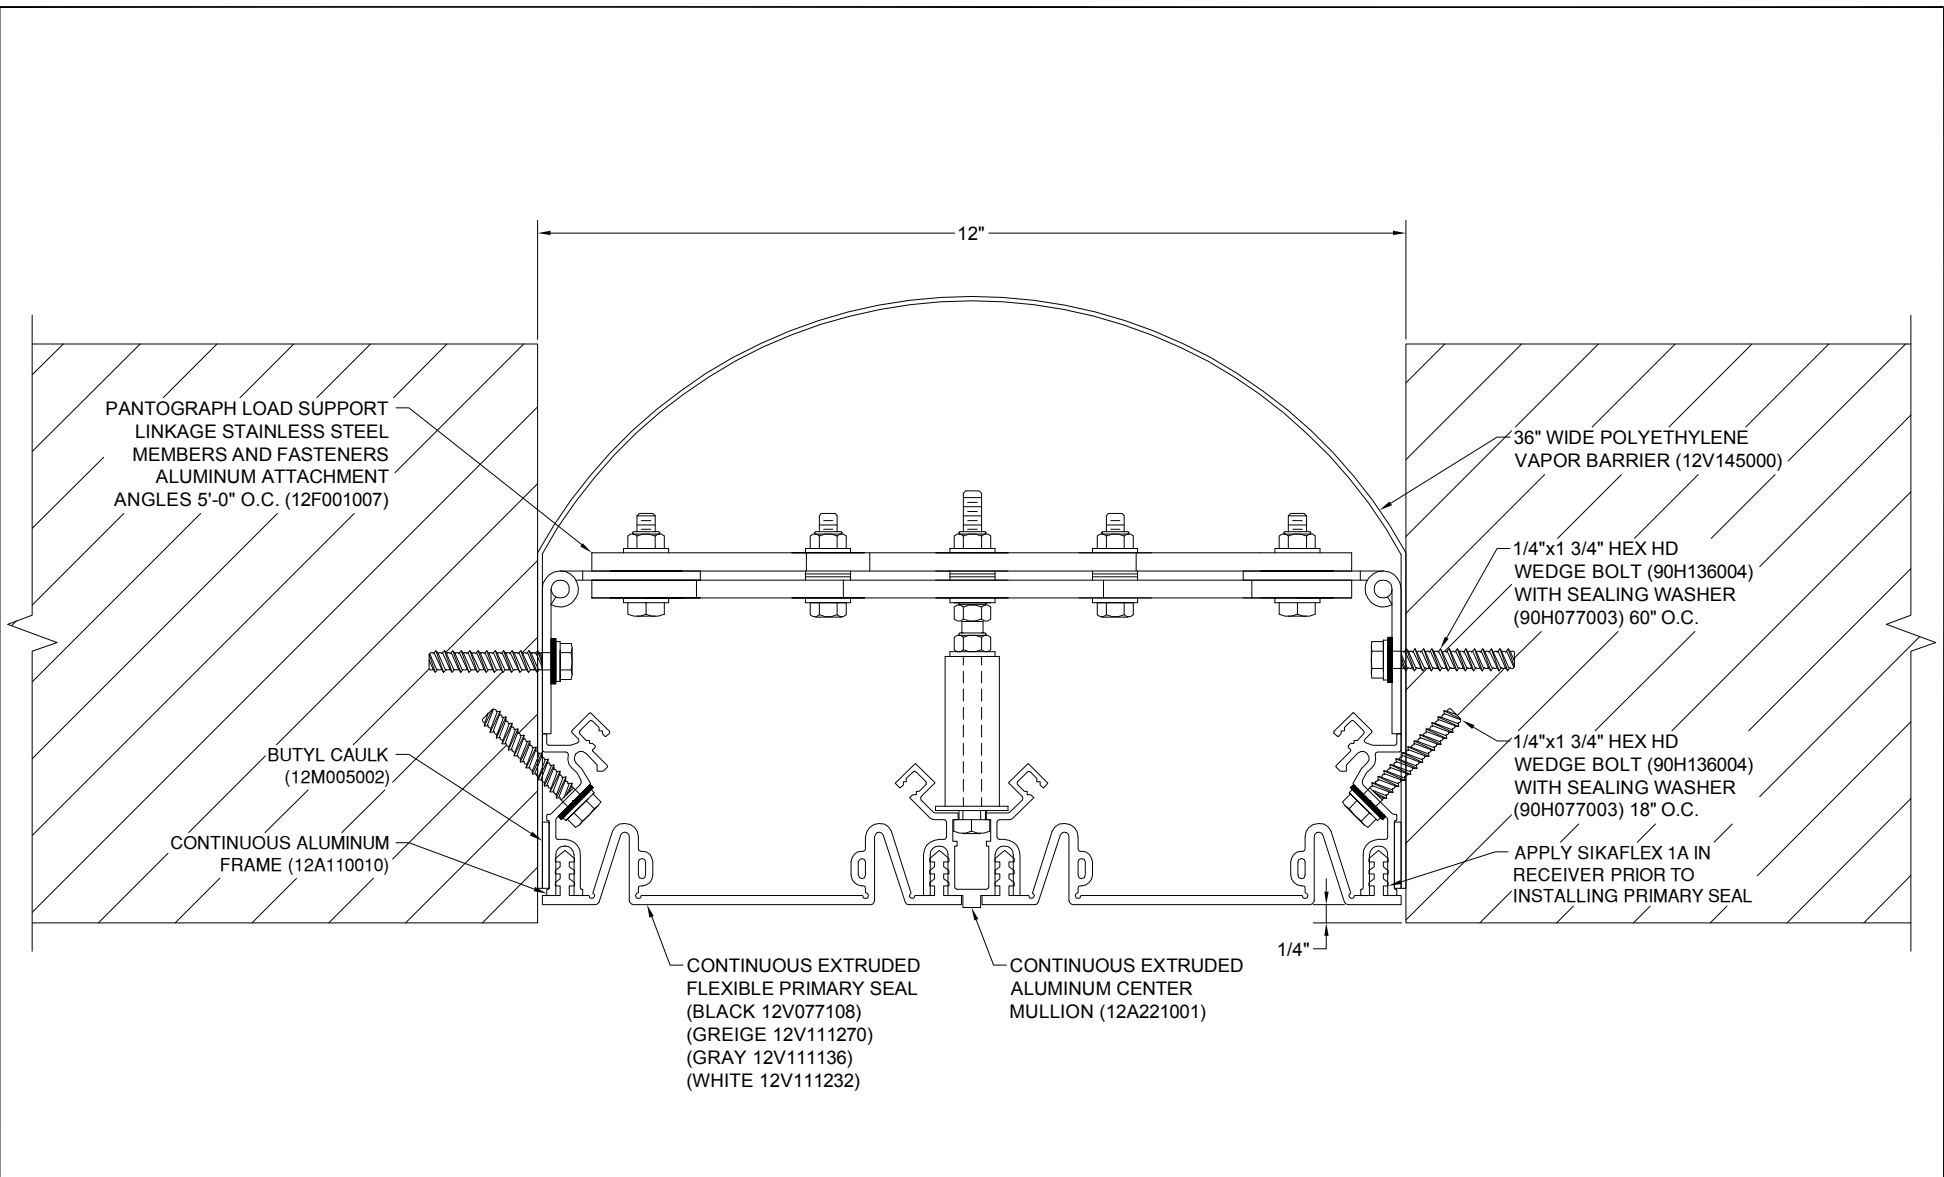 12"
PANTOGRAPH LOAD SUPPORT
LINKAGE STAINLESS STEEL
MEMBERS AND FASTENERS
ALUMINUM ATTACHMENT
ANGLES 5'-0" O.C. (12F001007)
36" WIDE POLYETHYLENE
VAPOR BARRIER (12V145000)
1/4"x1 3/4" HEX HD
WEDGE BOLT (90H136004)
WITH SEALING WASHER
(90H077003) 60" O.C.
BUTYL CAULK
(12M005002)
1/4"x1 3/4" HEX HD
WEDGE BOLT (90H136004)
WITH SEALING WASHER
(90H077003) 18" O.C.
CONTINUOUS ALUMINUM
FRAME (12A110010)
APPLY SIKAFLEX 1A IN
RECEIVER PRIOR TO
INSTALLING PRIMARY SEAL
1/4"
CONTINUOUS EXTRUDED
FLEXIBLE PRIMARY SEAL
(BLACK 12V077108)
(GREIGE 12V111270)
(GRAY 12V111136)
(WHITE 12V111232)
CONTINUOUS EXTRUDED
ALUMINUM CENTER
MULLION (12A221001)